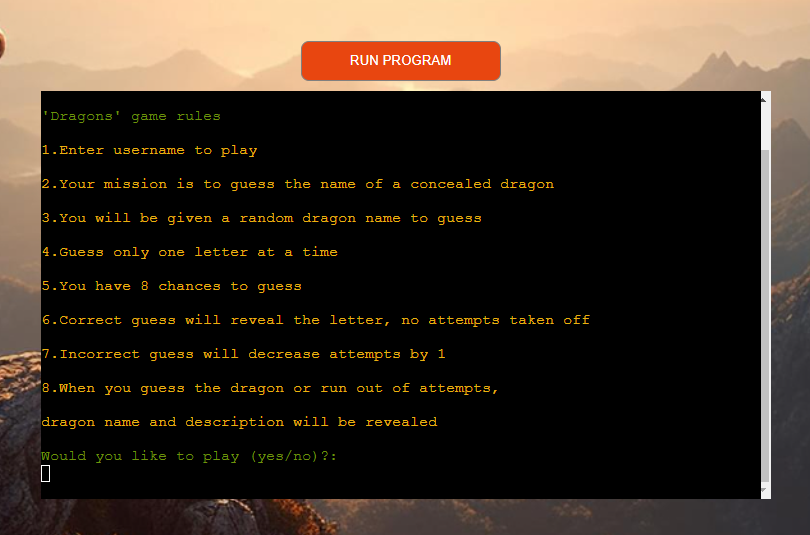 RUN PROGRAM
'Dragons' game rules
1.Enter username to play
2.Your mission is to guess the name of a concealed dragon
3.You will be given a random dragon name to guess
4.Guess only one letter at a time
5.You have 8 chances to guess
6.Correct guess will reveal the letter, no attempts taken off
7.Incorrect guess will decrease attempts by 1
8.When you guess the dragon or run out of attempts,
dragon name and description will be revealed
Would you like to play (yes/no)?: